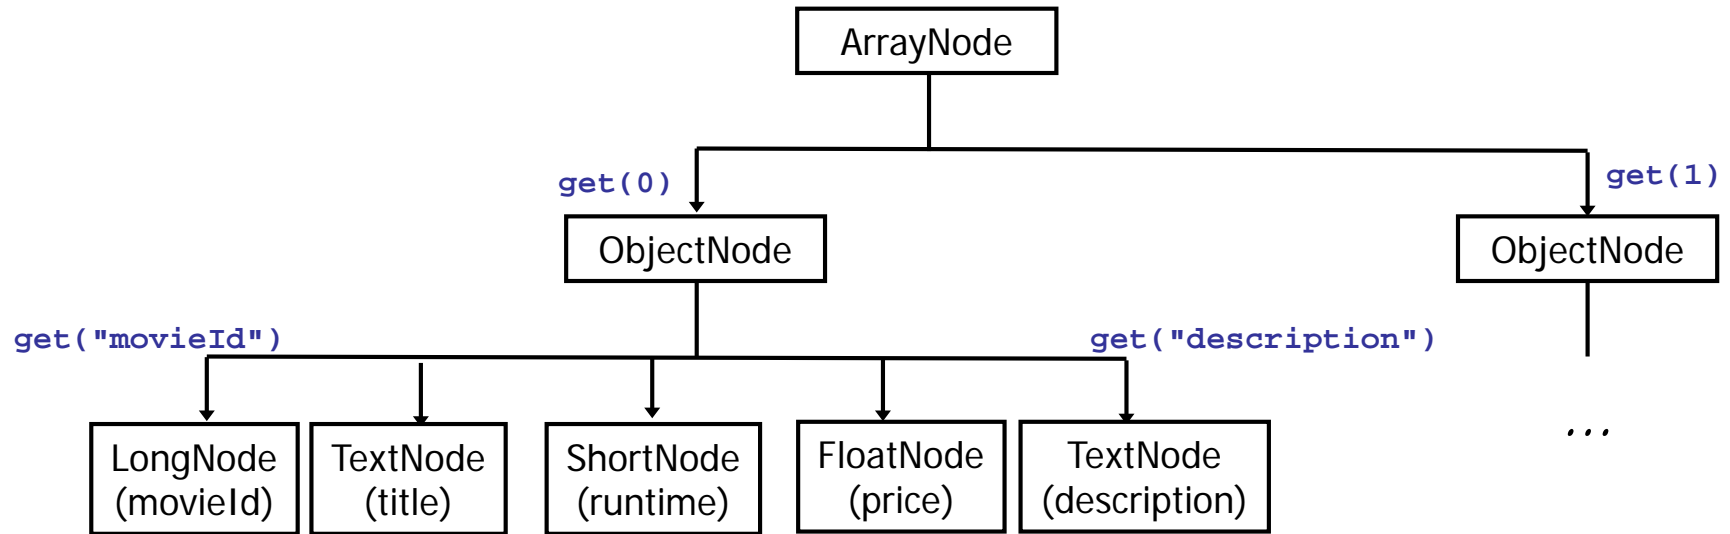 ArrayNode
get(0)
get(1)
ObjectNode
ObjectNode
get("movieId")
get("description")
LongNode
(movieId)
TextNode
(title)
ShortNode
(runtime)
FloatNode
(price)
TextNode
(description)
...